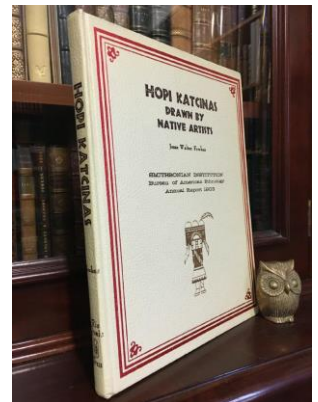 HOPI KATCINAS
DRAWN BY
NATIVE ARTISTS
Jesse Walter Fewkes
SMITHSONIAN INSTITUTION
Bureau of American Ethnology
Annual Report
HOPI KATCINAS